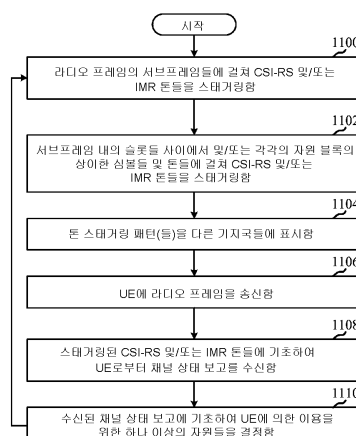 시작
1100
라디오 프레임의 서브프레임들에 걸쳐 CSI-RS 및/또는
IMR 톤들을 스태거링함
1102
서브프레임 내의 슬롯들 사이에서 및/또는 각각의 자원 블록의
상이한 심볼들 및 톤들에 걸쳐 CSI-RS 및/또는
IMR 톤들을 스태거링함
1104
톤 스태거링 패턴(들)을 다른 기지국들에 표시함
1106
UE에 라디오 프레임을 송신함
1108
스태거링된 CSI-RS 및/또는 IMR 톤들에 기초하여
UE로부터 채널 상태 보고를 수신함
1110
수신된 채널 상태 보고에 기초하여 UE에 의한 이용을
위한 하나 이상의 자원들을 결정함